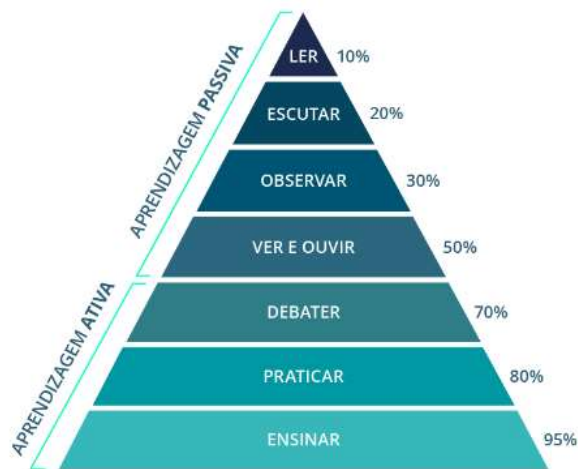 LER 10%
ESCUTAR 20%
OBSERVAR 30%
VER E OUVIR 50%
APRENDIZAGEM PASSIVA
DEBATER 70%
PRATICAR 80%
ENSINAR 95%
APRENDIZAGEM ATIVA